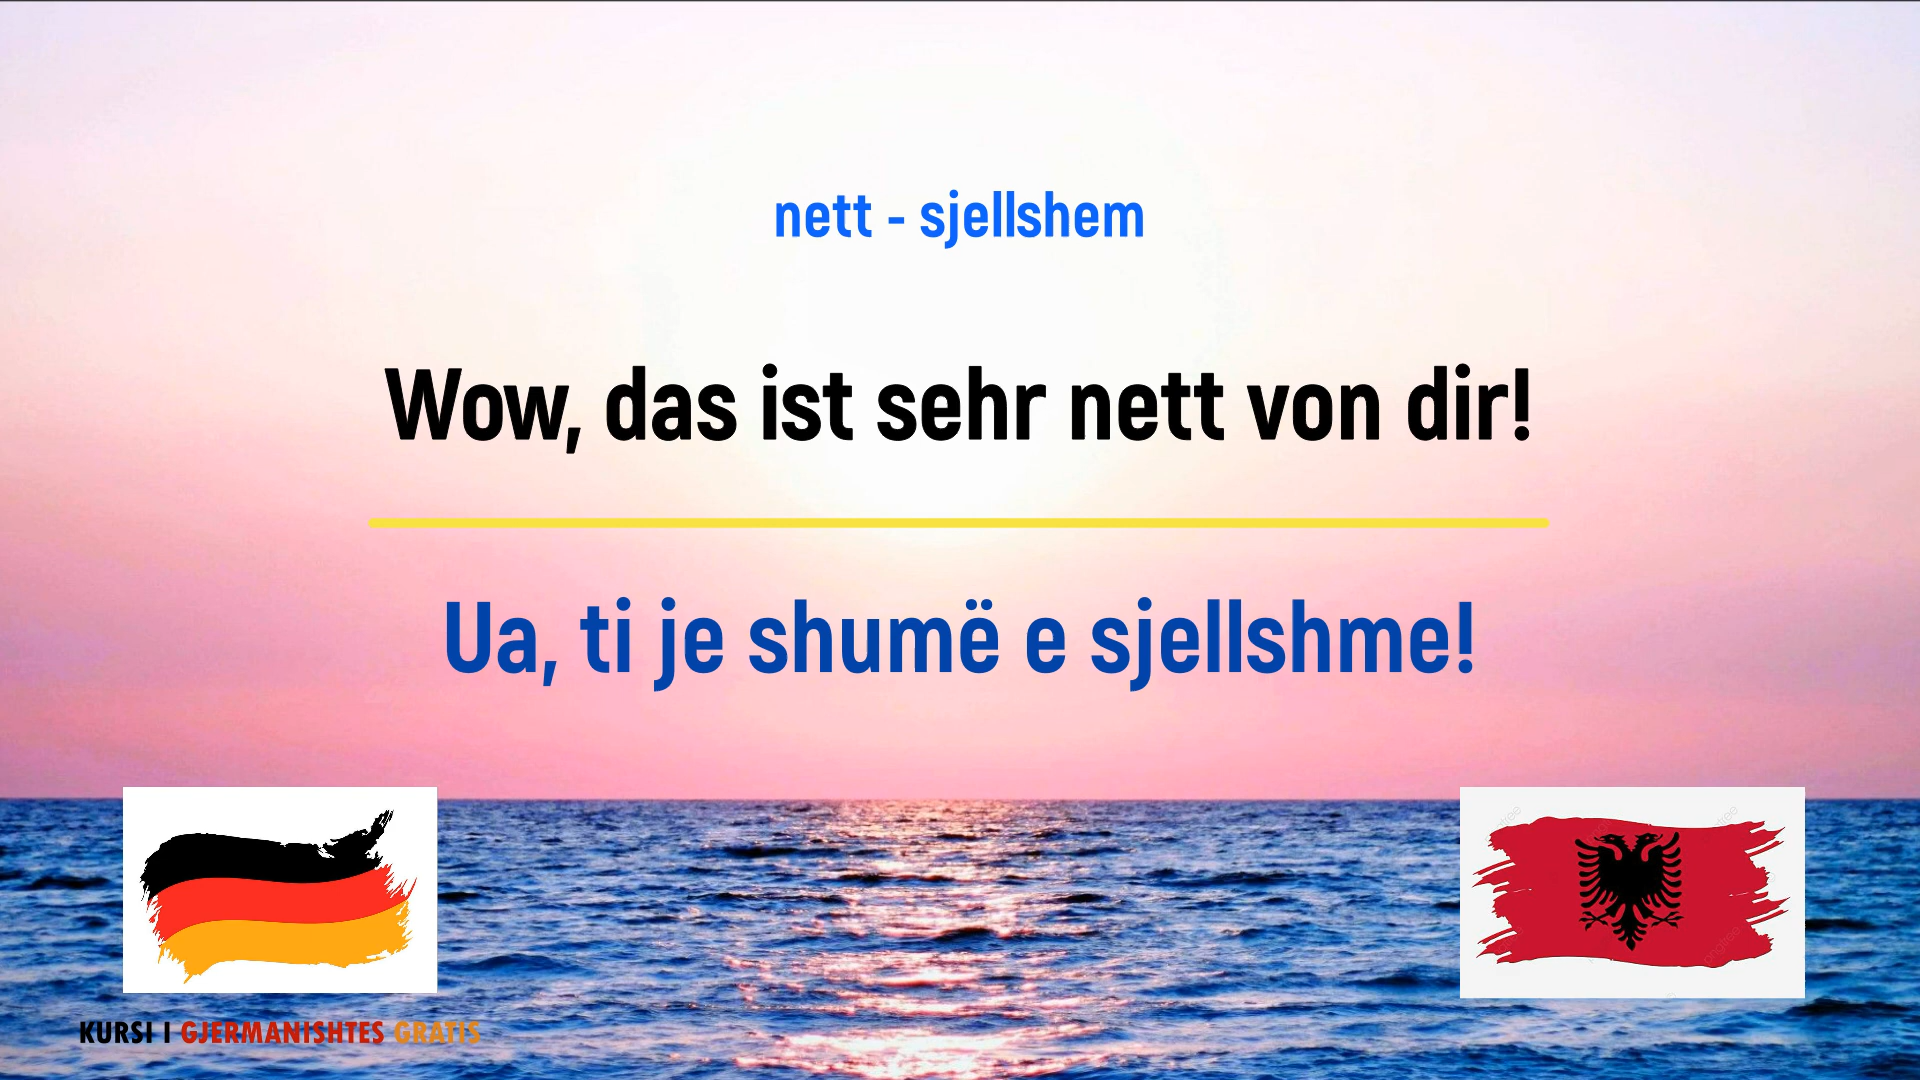 nett - sjellshem
Wow, das ist sehr nett von dir!
Ua, ti je shumë e sjellshme!
KURSI I GJERMANISHTES GRATIS